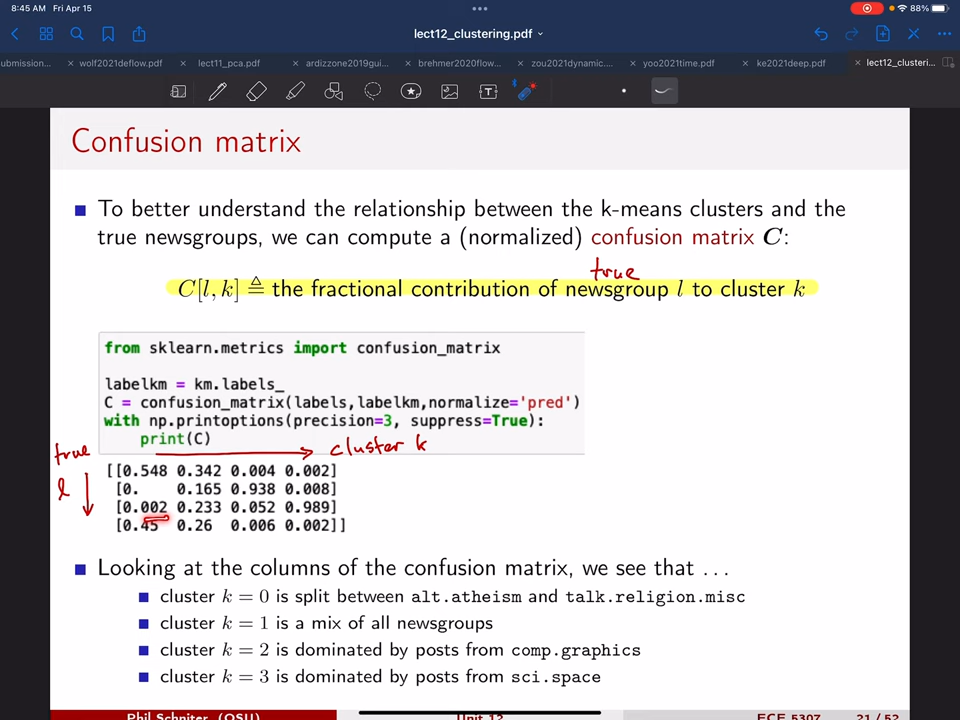 8:45 AM Fri Apr 15
88%
lect12_clustering.pdf
ubmission...
wolf2021deflow.pdf
lect11_pca.pdf
ardizzone2019gui...
brehmer2020flow...
zou2021dynamic....
yoo2021time.pdf
ke2021deep.pdf
lect12_clusteri...
Confusion matrix
To better understand the relationship between the k-means clusters and the
true newsgroups, we can compute a (normalized) confusion matrix C:
true
C[l, k] ≜ the fractional contribution of newsgroup l to cluster k
from sklearn.metrics import confusion_matrix
labelkm = km.labels_
C = confusion_matrix(labels,labelkm,normalize='pred')
with np.printoptions(precision=3, suppress=True):
print(C)
cluster k
true
l
[[0.548 0.342 0.004 0.002]
[0. 0.165 0.938 0.008]
[0.002 0.233 0.052 0.989]
[0.45 0.26 0.006 0.002]]
Looking at the columns of the confusion matrix, we see that ...
cluster k = 0 is split between alt.atheism and talk.religion.misc
cluster k = 1 is a mix of all newsgroups
cluster k = 2 is dominated by posts from comp.graphics
cluster k = 3 is dominated by posts from sci.space
Phil Schniter (OSU)
Unit 12
ECE 5307
21 / 52